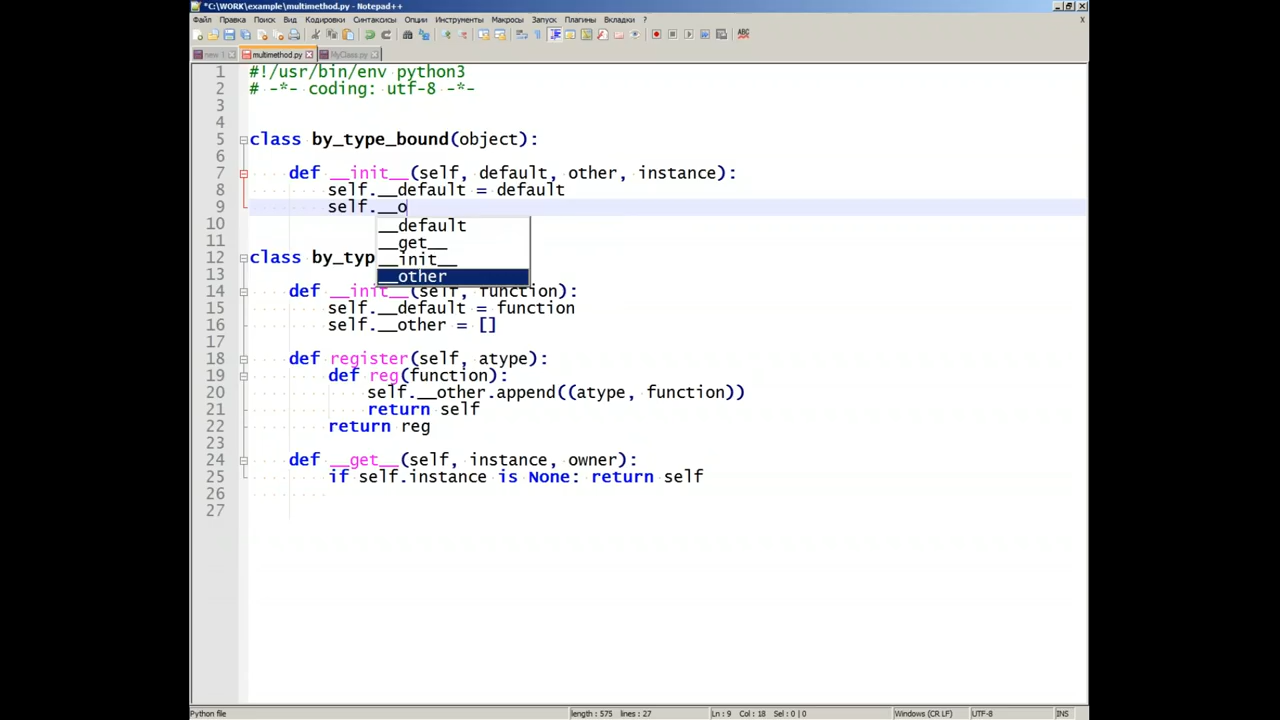 *C:\WORK\example\multimethod.py - Notepad++
Файл Правка Поиск Вид Кодировки Синтаксисы Опции Инструменты Макросы Запуск Плагины Вкладки ? X
new 1 multimethod.py MyClass.py
1 #!/usr/bin/env python3
2 # -*- coding: utf-8 -*-
3
4
5 class by_type_bound(object):
6
7 def __init__(self, default, other, instance):
8 self.__default = default
9 self.__o
__default
10
__get__
11
__init__
12 class by_typ
__other
13
14 def __init__(self, function):
15 self.__default = function
16 self.__other = []
17
18 def register(self, atype):
19 def reg(function):
20 self.__other.append((atype, function))
21 return self
22 return reg
23
24 def __get__(self, instance, owner):
25 if self.instance is None: return self
26
27
Python file length : 575 lines : 27 Ln : 9 Col : 18 Sel : 0 | 0 Windows (CR LF) UTF-8 INS